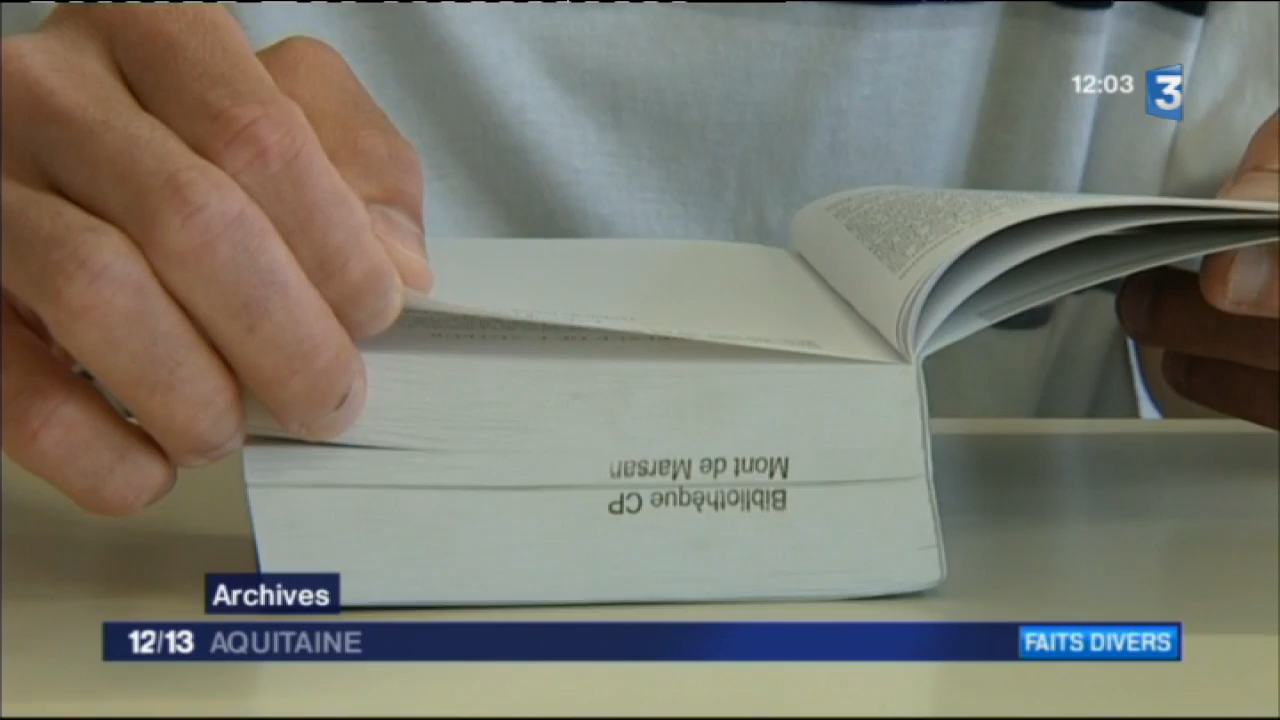 12:03 3
Bibliothèque CP
Mont de Marsan
Archives
12/13 AQUITAINE
FAITS DIVERS